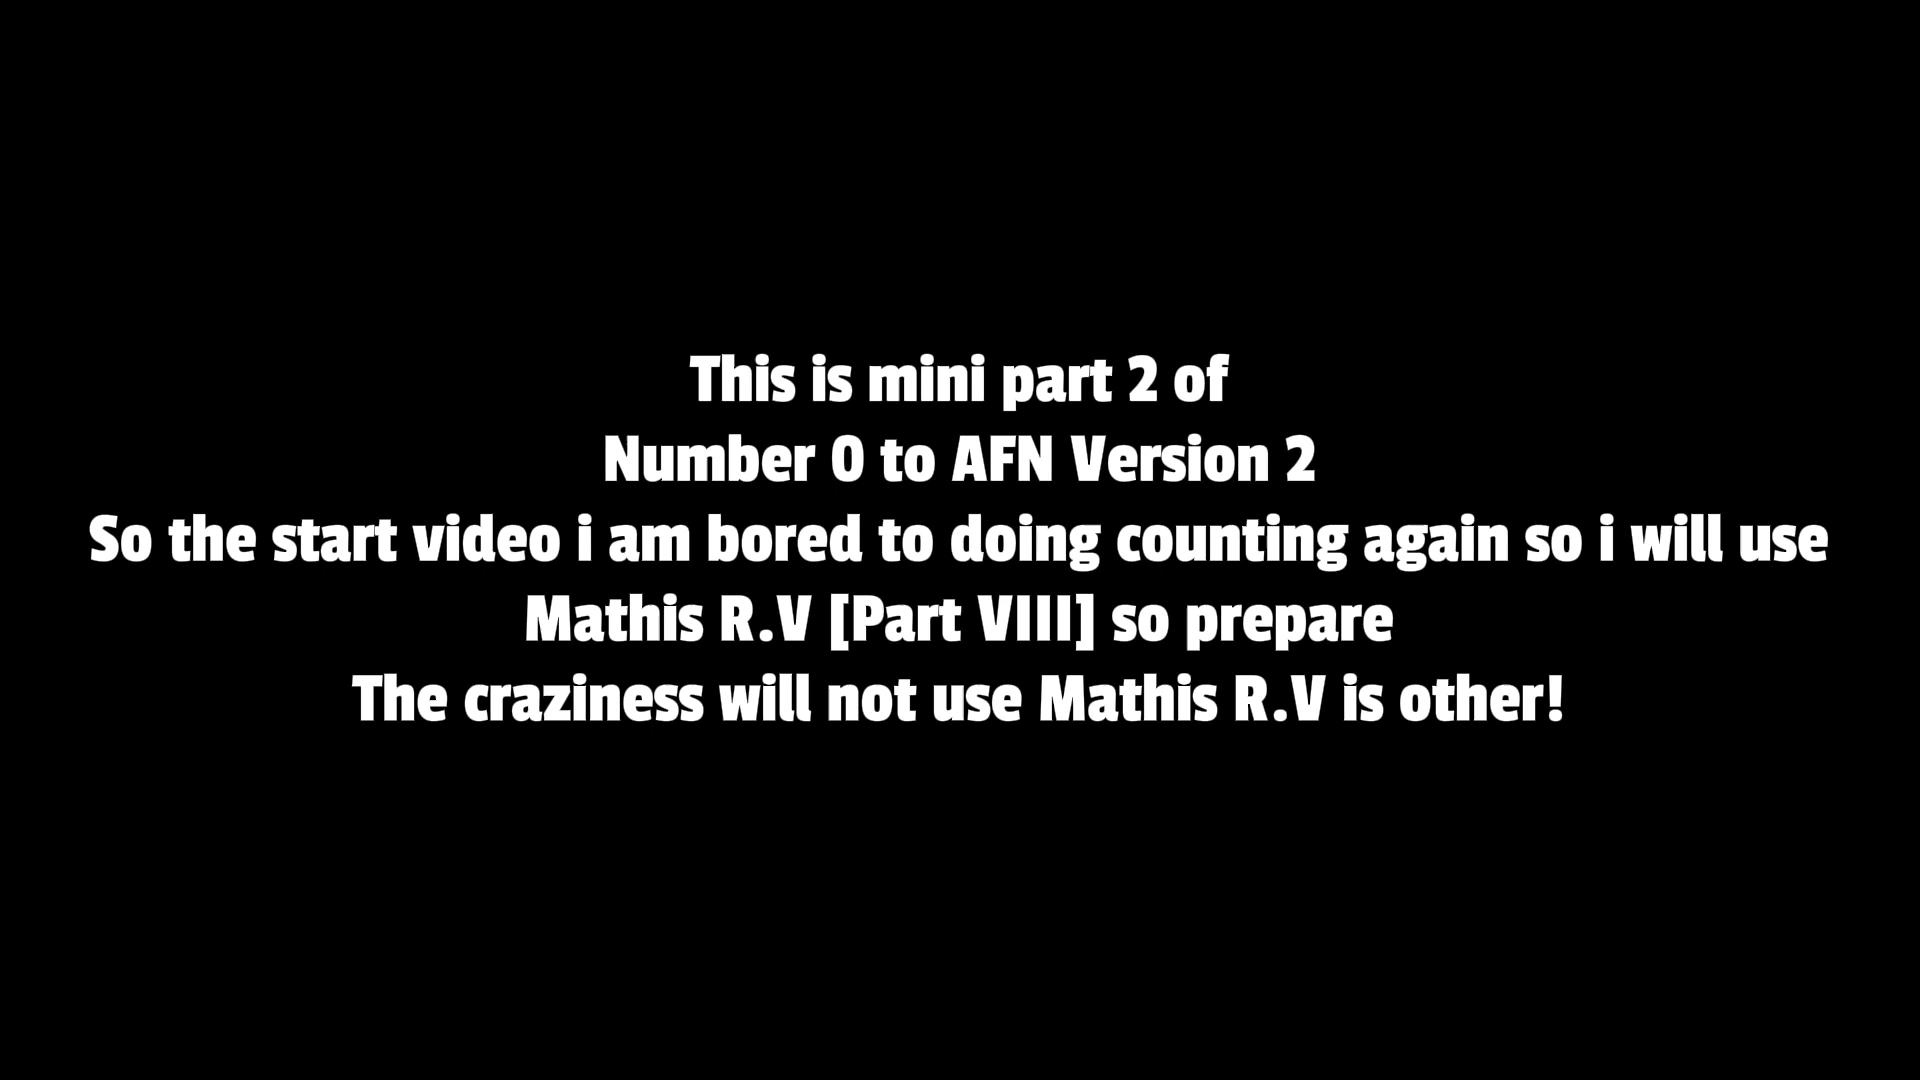 This is mini part 2 of
Number 0 to AFN Version 2
So the start video i am bored to doing counting again so i will use
Mathis R.V [Part VIII] so prepare
The craziness will not use Mathis R.V is other!